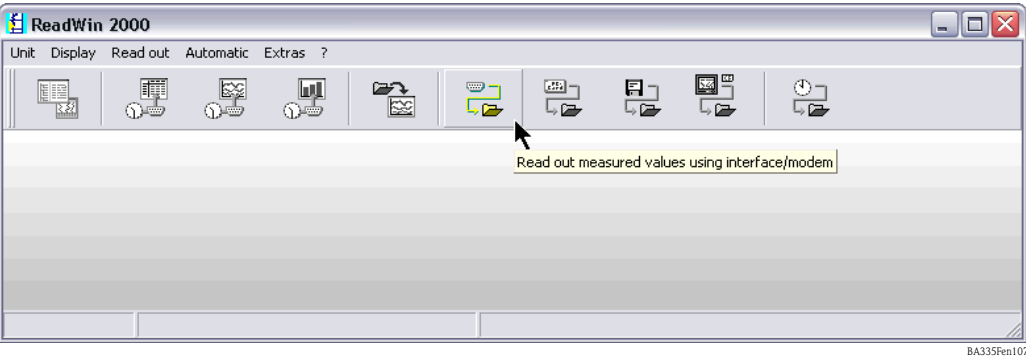 ReadWin 2000
Unit Display Read out Automatic Extras ?
Read out measured values using interface/modem
BA335Fen107